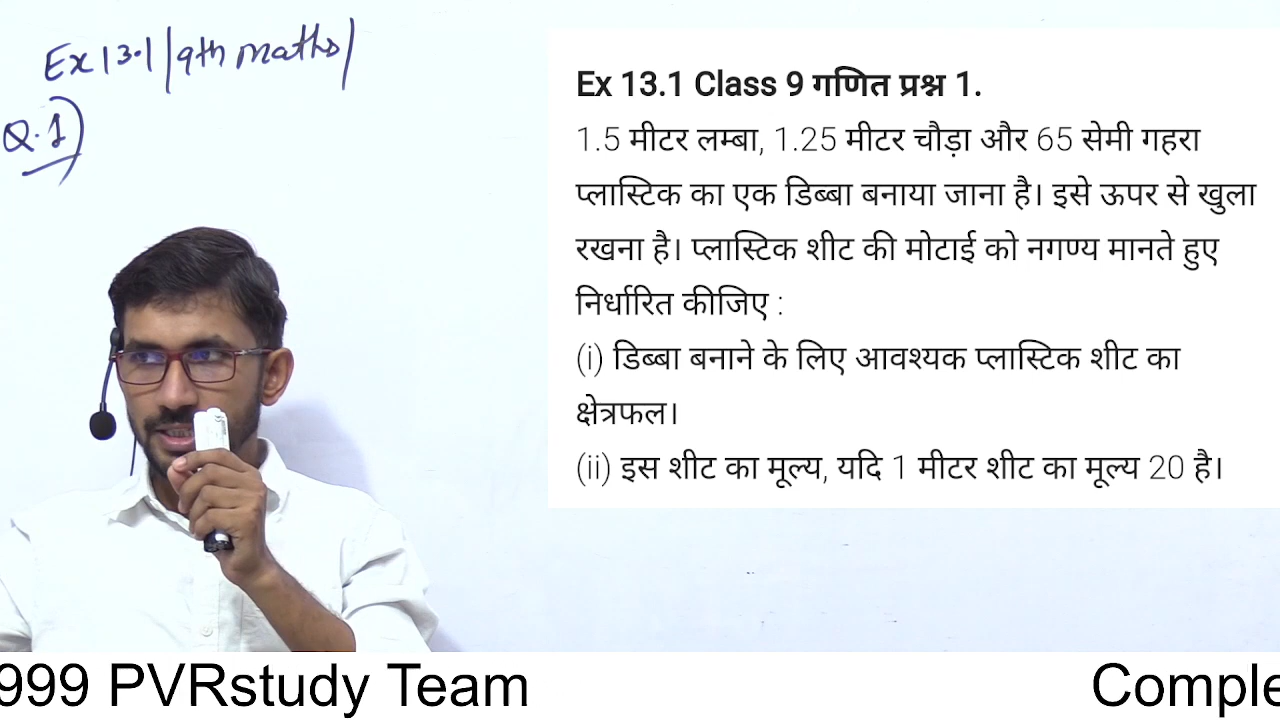 Ex 13.1 | 9th maths |
Q.1)
Ex 13.1 Class 9 गणित प्रश्न 1.
1.5 मीटर लम्बा, 1.25 मीटर चौड़ा और 65 सेमी गहरा
प्लास्टिक का एक डिब्बा बनाया जाना है। इसे ऊपर से खुला
रखना है। प्लास्टिक शीट की मोटाई को नगण्य मानते हुए
निर्धारित कीजिए :
(i) डिब्बा बनाने के लिए आवश्यक प्लास्टिक शीट का
क्षेत्रफल।
(ii) इस शीट का मूल्य, यदि 1 मीटर शीट का मूल्य 20 है।
999 PVRstudy Team
Comple